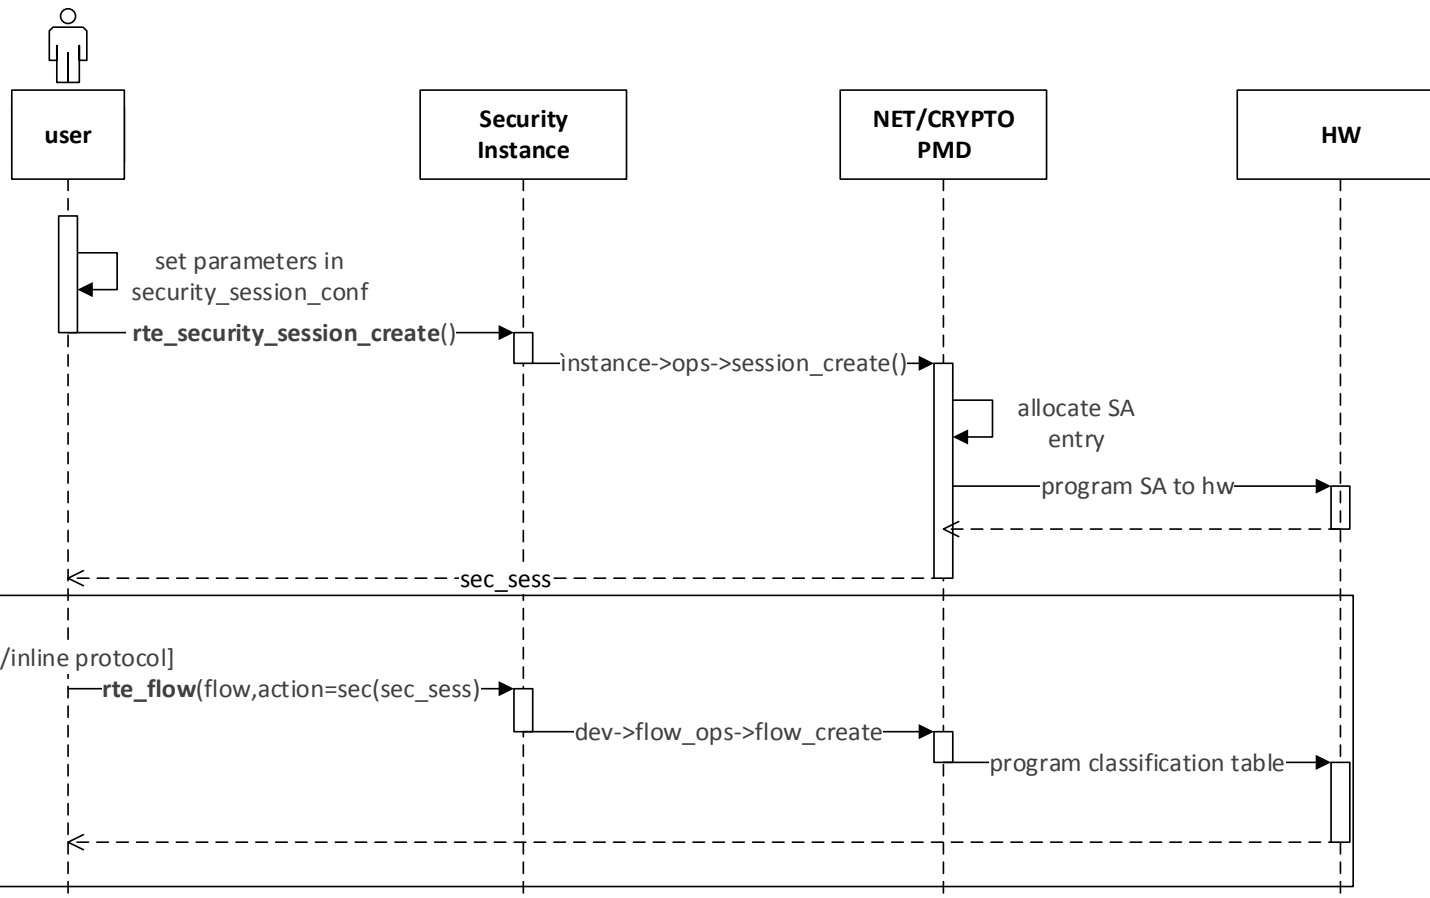 user
Security
Instance
NET/CRYPTO
PMD
HW
set parameters in
security_session_conf
rte_security_session_create()
ìnstance->ops->session_create()
allocate SA
entry
program SA to hw
sec_sess
/inline protocol]
rte_flow(flow,action=sec(sec_sess)
dev->flow_ops->flow_create
program classification table